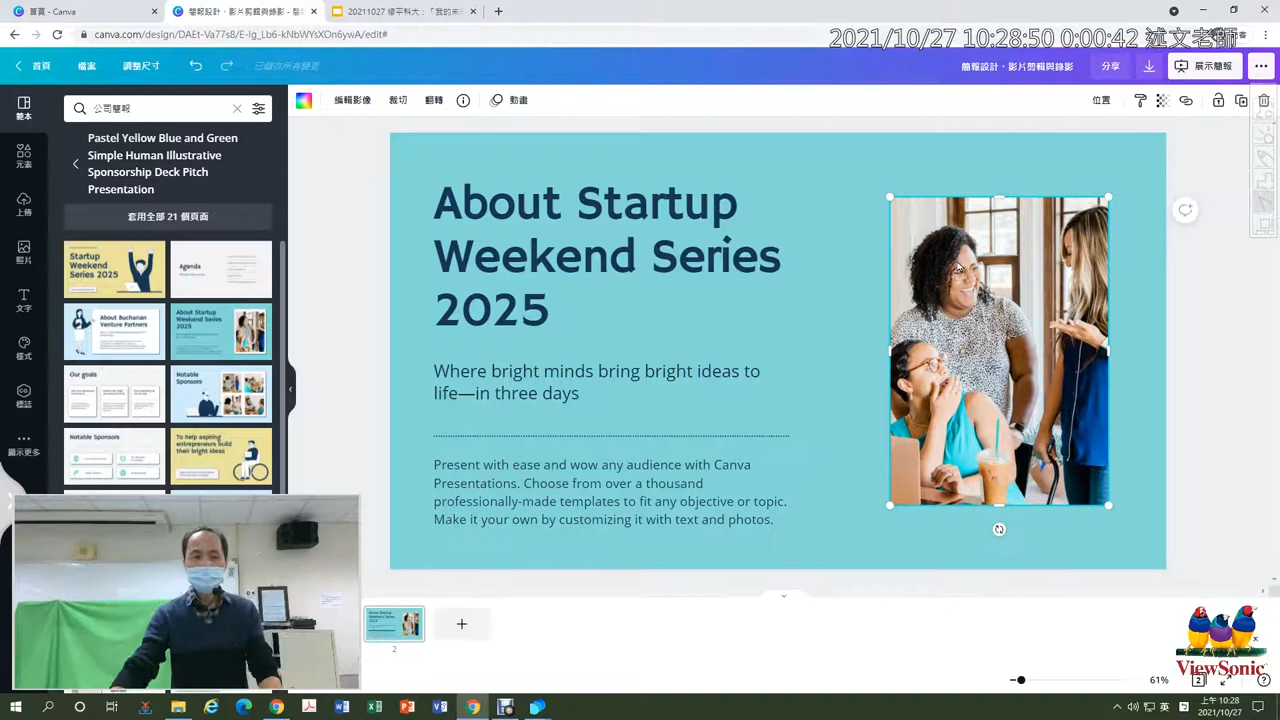 首頁 - Canva
簡報設計、影片剪輯與錄影 - 簡
20211027 修平科大：「我的未
canva.com/design/DAEt-Va77s8/E-Ig_Lb6-kNbWYsXOn6ywA/edit#
2021/10/27 10:28:50 0:00:42 述文老師
首頁
檔案
調整尺寸
已儲存所有變更
簡報設計、影片剪輯與錄影
分享
展示簡報
範本
元素
上傳
照片
文字
樣式
標誌
顯示更多
公司簡報
Pastel Yellow Blue and Green
Simple Human Illustrative
Sponsorship Deck Pitch
Presentation
套用全部 21 個頁面
Startup
Weekend
Series 2025
Agenda
About Buchanan
Venture Partners
About Startup
Weekend Series
2025
Our goals
Notable
Sponsors
Notable Sponsors
To help aspiring
entrepreneurs build
their bright ideas
編輯影像
裁切
翻轉
動畫
位置
About Startup
Weekend Series
2025
Where bright minds bring bright ideas to
life—in three days
Present with ease and wow any audience with Canva
Presentations. Choose from over a thousand
professionally-made templates to fit any objective or topic.
Make it your own by customizing it with text and photos.
About Startup
Weekend Series
2025
2
ViewSonic
61%
2
英
上午 10:28
2021/10/27